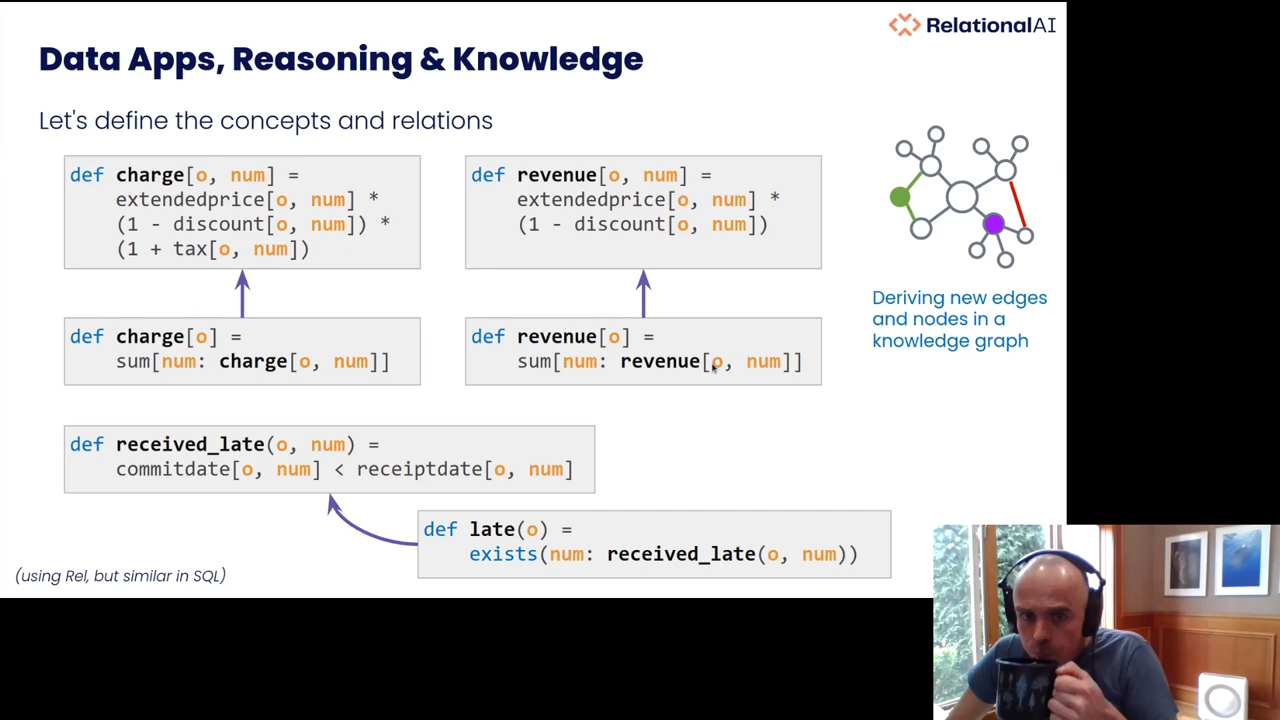 RelationalAI
Data Apps, Reasoning & Knowledge
Let's define the concepts and relations
def charge[o, num] =
extendedprice[o, num] *
(1 - discount[o, num]) *
(1 + tax[o, num])
def revenue[o, num] =
extendedprice[o, num] *
(1 - discount[o, num])
def charge[o] =
sum[num: charge[o, num]]
def revenue[o] =
sum[num: revenue[o, num]]
Deriving new edges
and nodes in a
knowledge graph
def received_late(o, num) =
commitdate[o, num] < receiptdate[o, num]
def late(o) =
exists(num: received_late(o, num))
(using Rel, but similar in SQL)